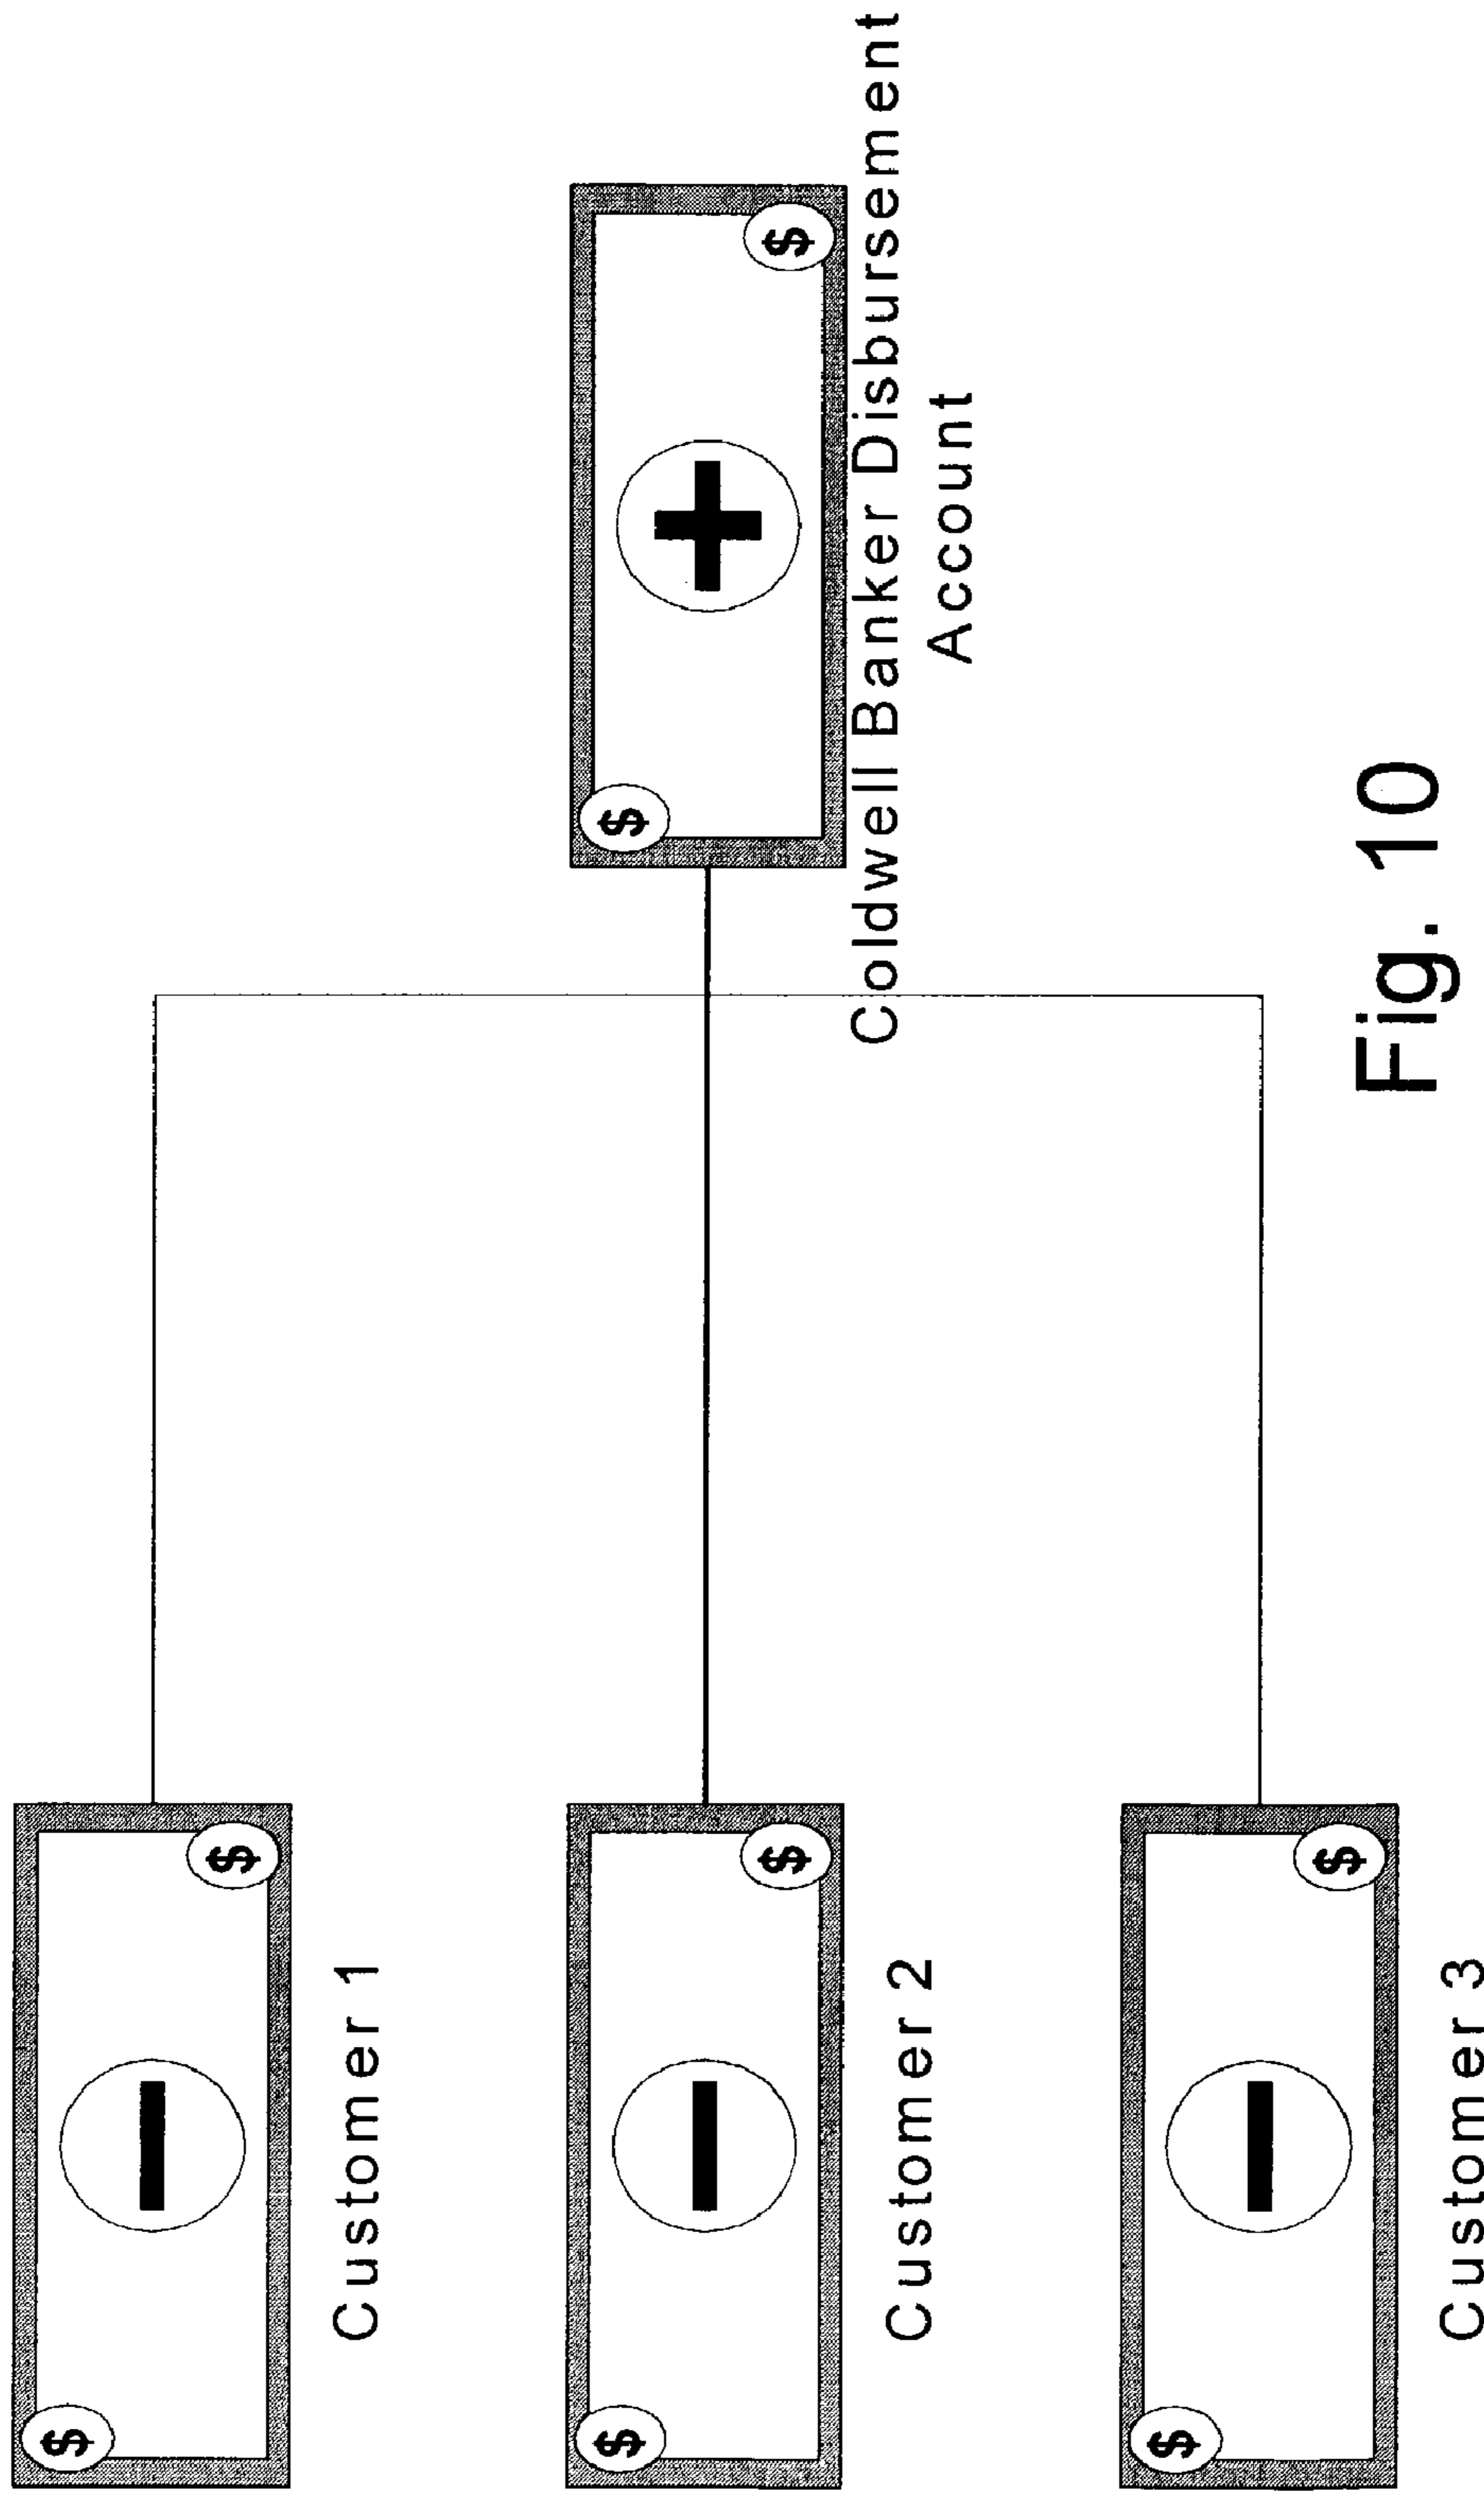 $
$
Customer 1
$
$
Customer 2
$
$
Coldwell Banker Disbursement
Account
$
$
Customer 3
Fig. 10